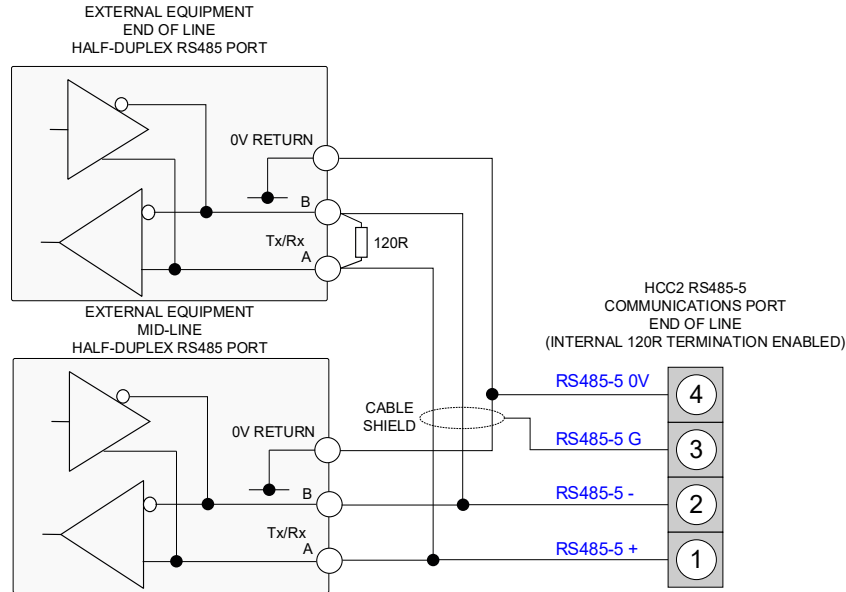 EXTERNAL EQUIPMENT
END OF LINE
HALF-DUPLEX RS485 PORT
0V RETURN
B
Tx/Rx
A
120R
EXTERNAL EQUIPMENT
MID-LINE
HALF-DUPLEX RS485 PORT
0V RETURN
B
Tx/Rx
A
CABLE
SHIELD
HCC2 RS485-5
COMMUNICATIONS PORT
END OF LINE
(INTERNAL 120R TERMINATION ENABLED)
RS485-5 0V
4
RS485-5 G
3
RS485-5 -
2
RS485-5 +
1